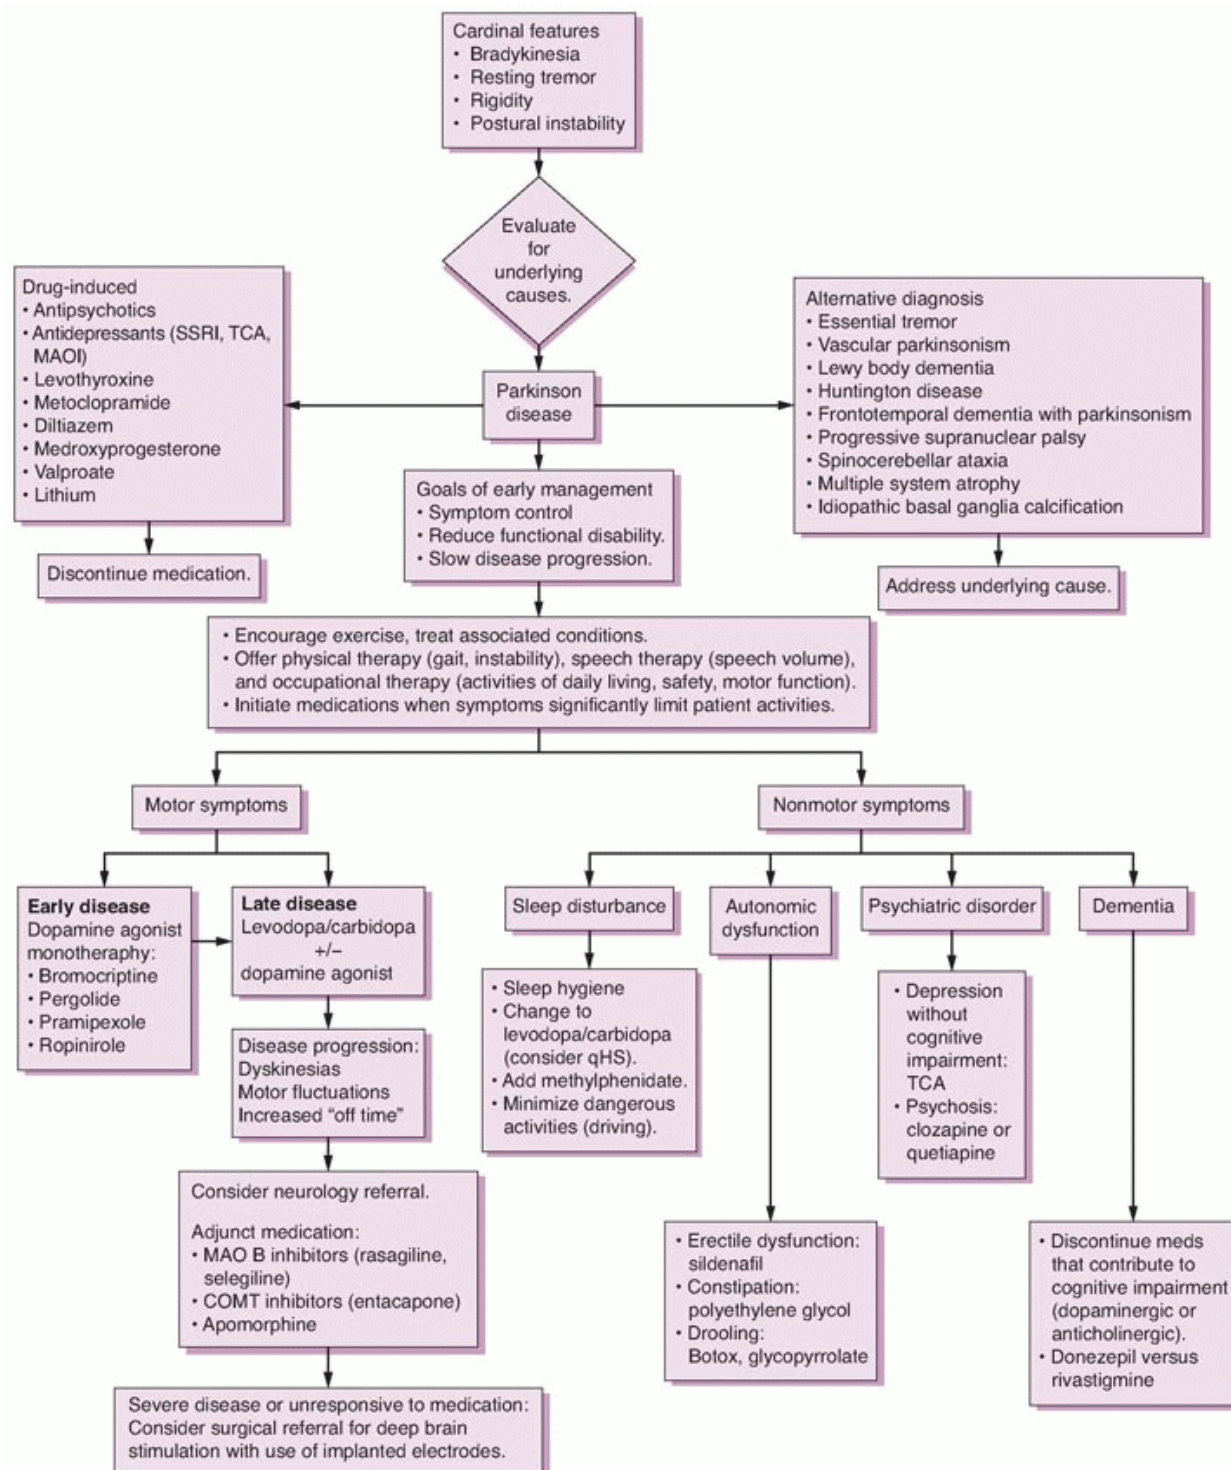 Cardinal features
• Bradykinesia
• Resting tremor
• Rigidity
• Postural instability
Evaluate
for
underlying
causes.
Drug-induced
• Antipsychotics
• Antidepressants (SSRI, TCA,
MAOI)
• Levothyroxine
• Metoclopramide
• Diltiazem
• Medroxyprogesterone
• Valproate
• Lithium
Discontinue medication.
Parkinson
disease
Alternative diagnosis
• Essential tremor
• Vascular parkinsonism
• Lewy body dementia
• Huntington disease
• Frontotemporal dementia with parkinsonism
• Progressive supranuclear palsy
• Spinocerebellar ataxia
• Multiple system atrophy
• Idiopathic basal ganglia calcification
Address underlying cause.
Goals of early management
• Symptom control
• Reduce functional disability.
• Slow disease progression.
• Encourage exercise, treat associated conditions.
• Offer physical therapy (gait, instability), speech therapy (speech volume),
and occupational therapy (activities of daily living, safety, motor function).
• Initiate medications when symptoms significantly limit patient activities.
Motor symptoms
Early disease
Dopamine agonist
monotheraphy:
• Bromocriptine
• Pergolide
• Pramipexole
• Ropinirole
Late disease
Levodopa/carbidopa
+/−
dopamine agonist
Disease progression:
Dyskinesias
Motor fluctuations
Increased “off time”
Consider neurology referral.
Adjunct medication:
• MAO B inhibitors (rasagiline,
selegiline)
• COMT inhibitors (entacapone)
• Apomorphine
Severe disease or unresponsive to medication:
Consider surgical referral for deep brain
stimulation with use of implanted electrodes.
Nonmotor symptoms
Sleep disturbance
• Sleep hygiene
• Change to
levodopa/carbidopa
(consider qHS).
• Add methylphenidate.
• Minimize dangerous
activities (driving).
Autonomic
dysfunction
• Erectile dysfunction:
sildenafil
• Constipation:
polyethylene glycol
• Drooling:
Botox, glycopyrrolate
Psychiatric disorder
• Depression
without
cognitive
impairment:
TCA
• Psychosis:
clozapine or
quetiapine
Dementia
• Discontinue meds
that contribute to
cognitive impairment
(dopaminergic or
anticholinergic).
• Donezepil versus
rivastigmine